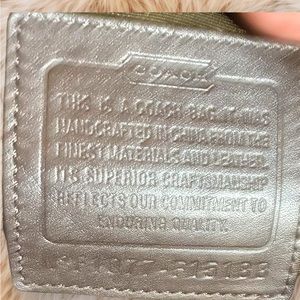 COACH
THIS IS A COACH BAG. IT WAS
HANDCRAFTED IN CHINA FROM THE
FINEST MATERIALS AND LEATHER.
ITS SUPERIOR CRAFTSMANSHIP
REFLECTS OUR COMMITMENT TO
ENDURING QUALITY.